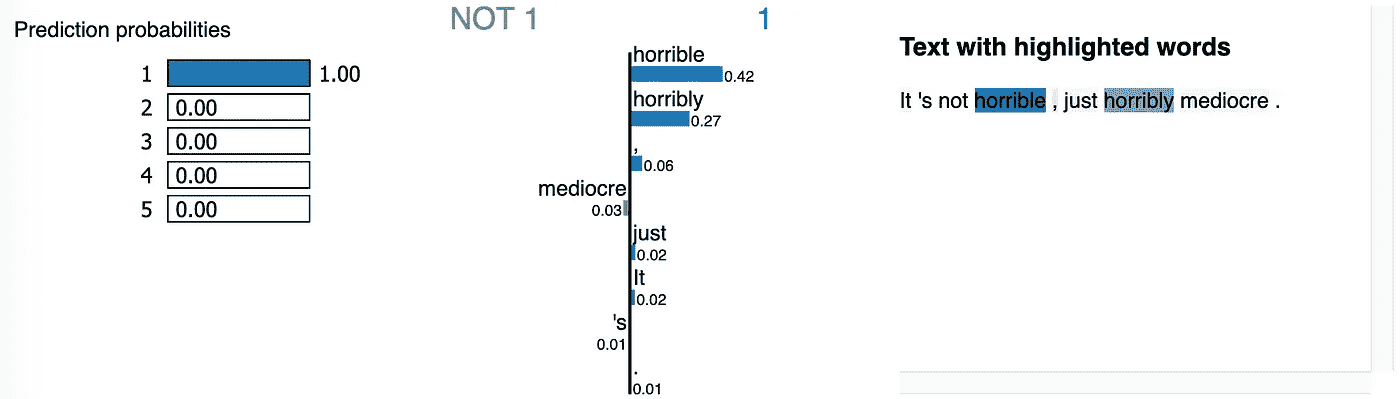 Prediction probabilities
1 1.00
2 0.00
3 0.00
4 0.00
5 0.00
NOT 1 1
horrible
0.42
horribly
0.27
,
0.06
mediocre
0.03
just
0.02
It
0.02
's
0.01
.
0.01
Text with highlighted words
It 's not horrible , just horribly mediocre .